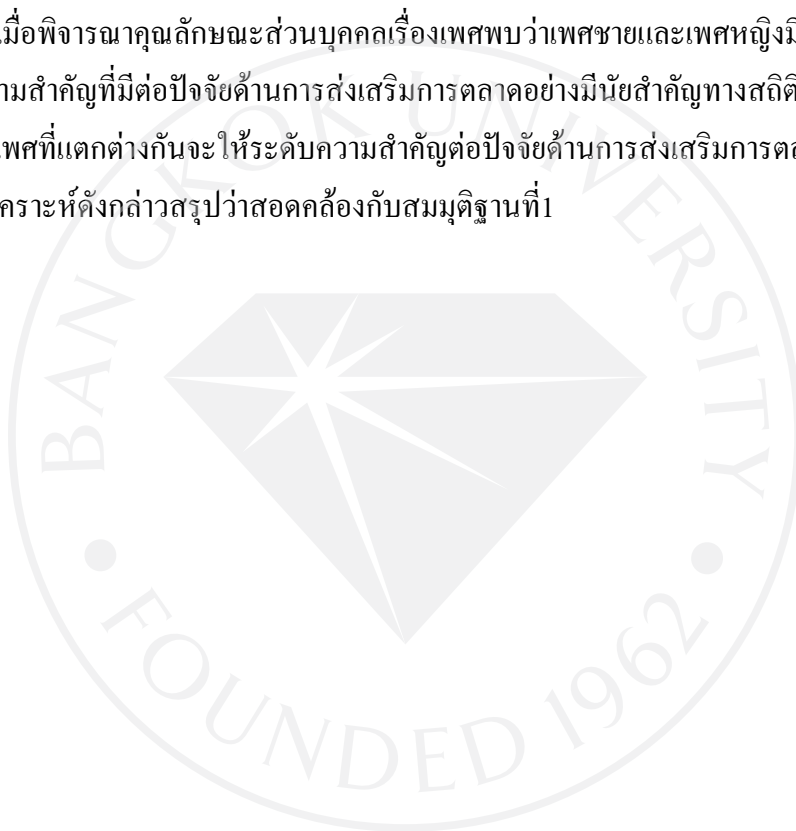 มื่อพิจารณาคุณลักษณะส่วนบุคคลเรื่องเพศพบว่าเพศชายและเพศหญิงมี
ามสำคัญที่มีต่อปัจจัยด้านการส่งเสริมการตลาดอย่างมีนัยสำคัญทางสถิติ
เพศที่แตกต่างกันจะให้ระดับความสำคัญต่อปัจจัยด้านการส่งเสริมการตล
คราะห์ดังกล่าวสรุปว่าสอดคล้องกับสมมุติฐานที่1
BANGKOK UNIVERSITY
FOUNDED 1962